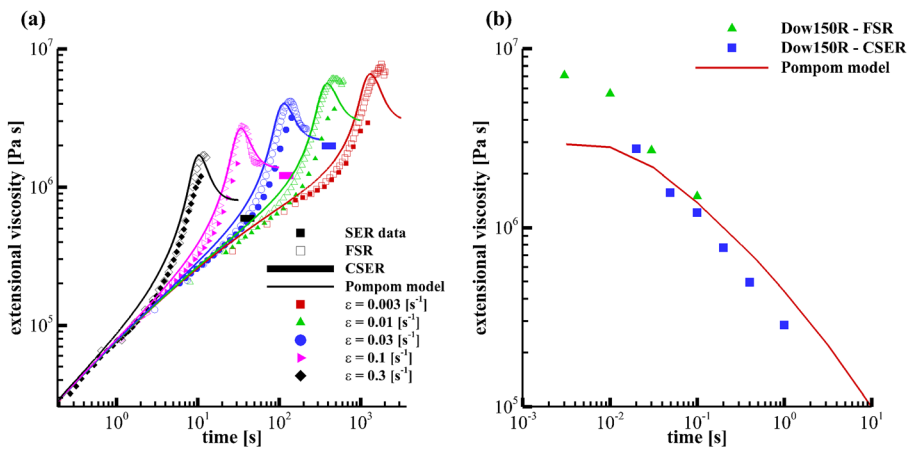 (a)
(b)
extensional viscosity [Pa s]
10⁷
10⁶
10⁵
SER data
FSR
CSER
Pompom model
ε = 0.003 [s⁻¹]
ε = 0.01 [s⁻¹]
ε = 0.03 [s⁻¹]
ε = 0.1 [s⁻¹]
ε = 0.3 [s⁻¹]
10⁰ 10¹ 10² 10³
time [s]
Dow150R - FSR
Dow150R - CSER
Pompom model
extensional viscosity [Pa s]
10⁷
10⁶
10⁵
10⁻³ 10⁻² 10⁻¹ 10⁰ 10¹
time [s]